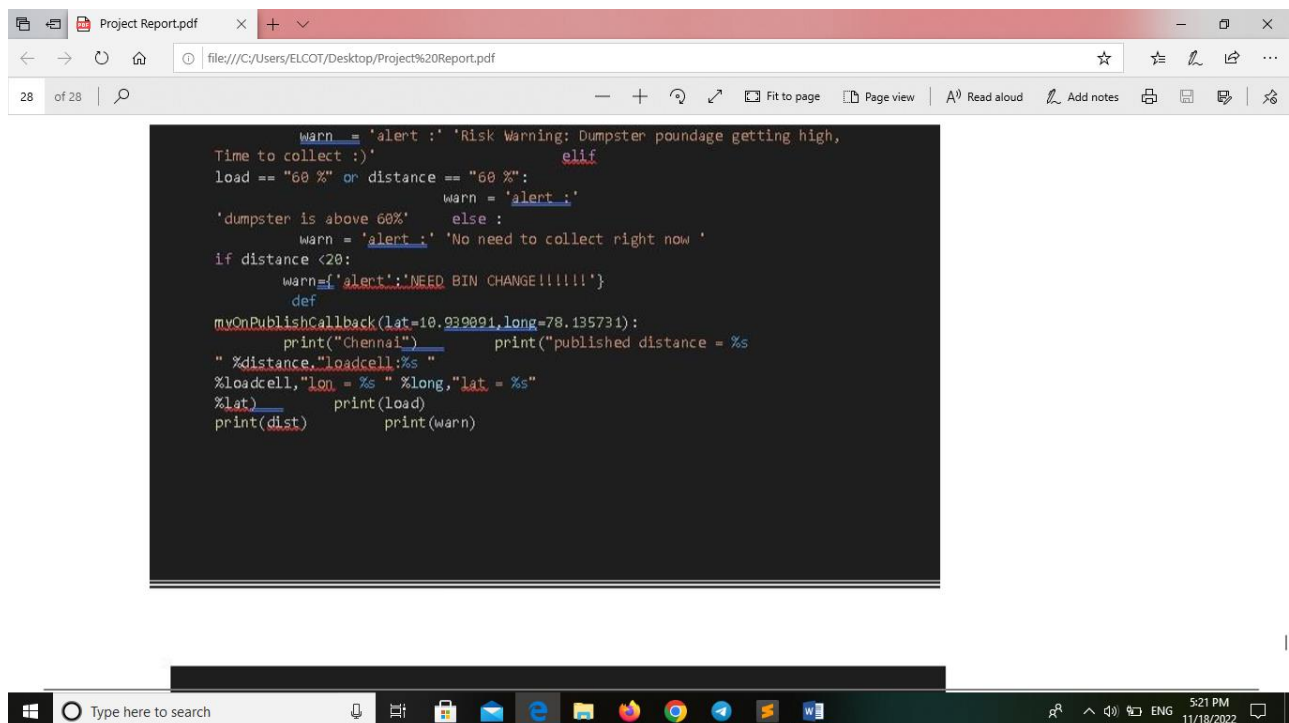 Project Report.pdf
file:///C:/Users/ELCOT/Desktop/Project%20Report.pdf
28 of 28 Fit to page Page view Read aloud Add notes
warn = 'alert :' 'Risk Warning: Dumpster poundage getting high,
Time to collect :)' elif
load == "60 %" or distance == "60 %":
warn = 'alert :'
'dumpster is above 60%' else :
warn = 'alert :' 'No need to collect right now '
if distance <20:
warn={'alert':'NEED BIN CHANGE!!!!!!'}
def
myOnPublishCallback(lat=10.939091,long=78.135731):
print("Chennai") print("published distance = %s
" %distance,"loadcell:%s "
%loadcell,"lon = %s " %long,"lat = %s"
%lat) print(load)
print(dist) print(warn)
Type here to search ENG 5:21 PM
11/18/2022